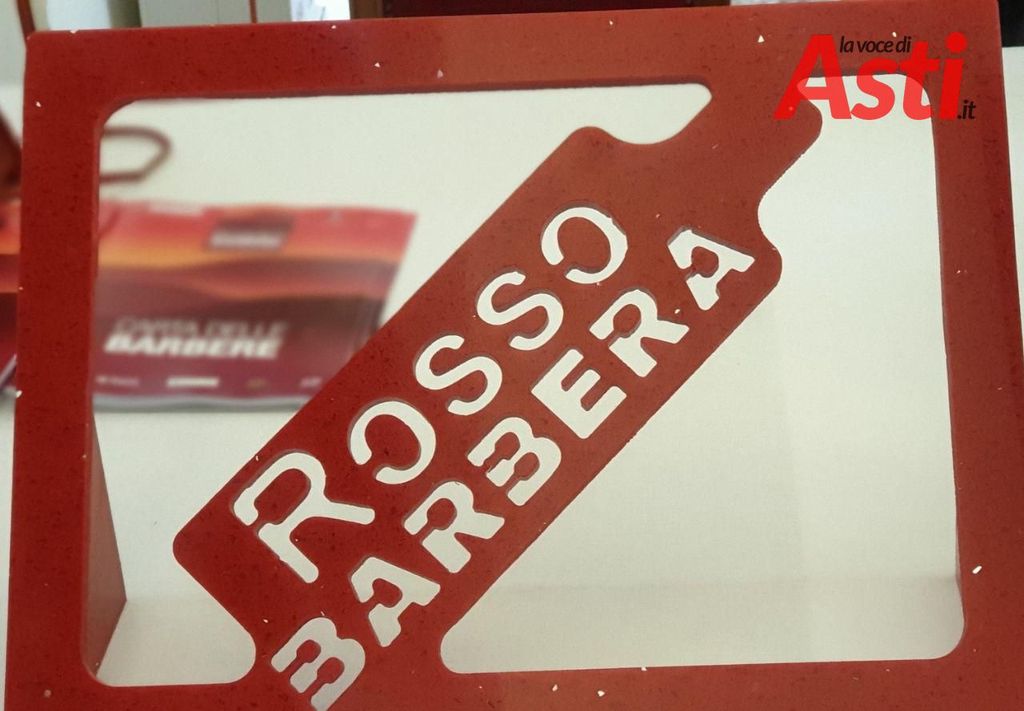 la voce di
Asti.it
ROSSO
BARBERA
CARTA DELLE
BARBERE